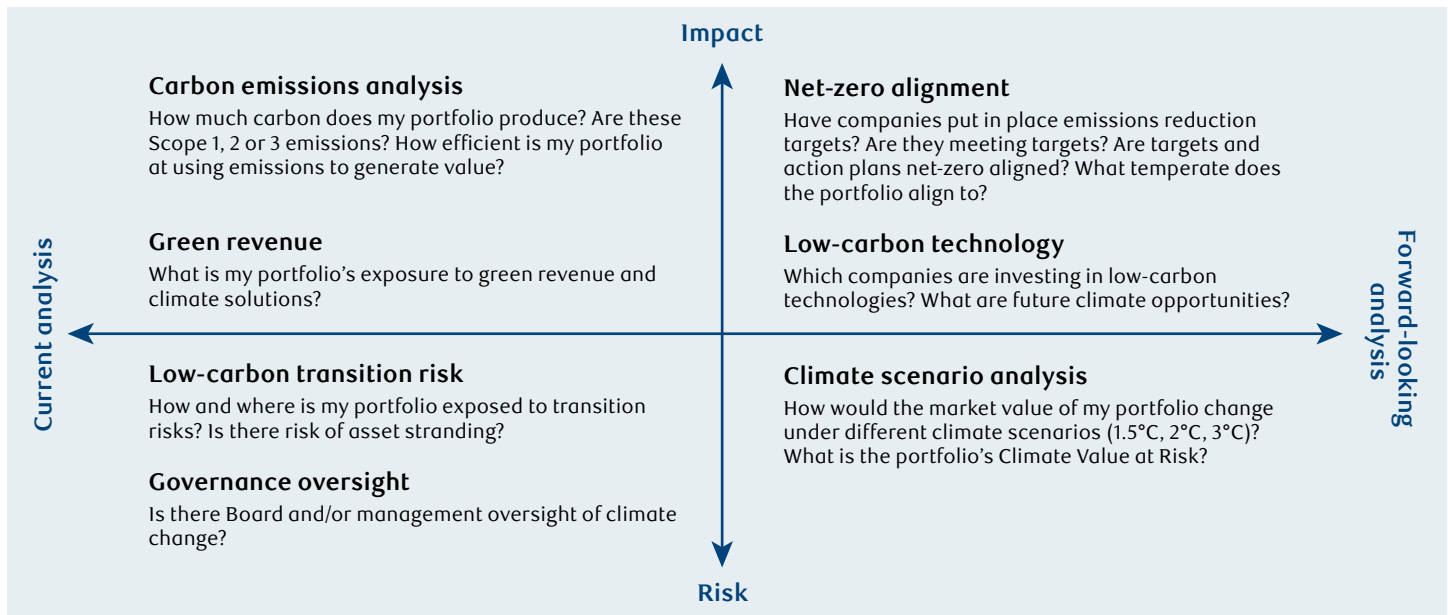 Impact
Carbon emissions analysis
How much carbon does my portfolio produce? Are these
Scope 1, 2 or 3 emissions? How efficient is my portfolio
at using emissions to generate value?
Green revenue
What is my portfolio’s exposure to green revenue and
climate solutions?
Net-zero alignment
Have companies put in place emissions reduction
targets? Are they meeting targets? Are targets and
action plans net-zero aligned? What temperate does
the portfolio align to?
Low-carbon technology
Which companies are investing in low-carbon
technologies? What are future climate opportunities?
Current analysis
Forward-looking
analysis
Low-carbon transition risk
How and where is my portfolio exposed to transition
risks? Is there risk of asset stranding?
Governance oversight
Is there Board and/or management oversight of climate
change?
Climate scenario analysis
How would the market value of my portfolio change
under different climate scenarios (1.5°C, 2°C, 3°C)?
What is the portfolio’s Climate Value at Risk?
Risk